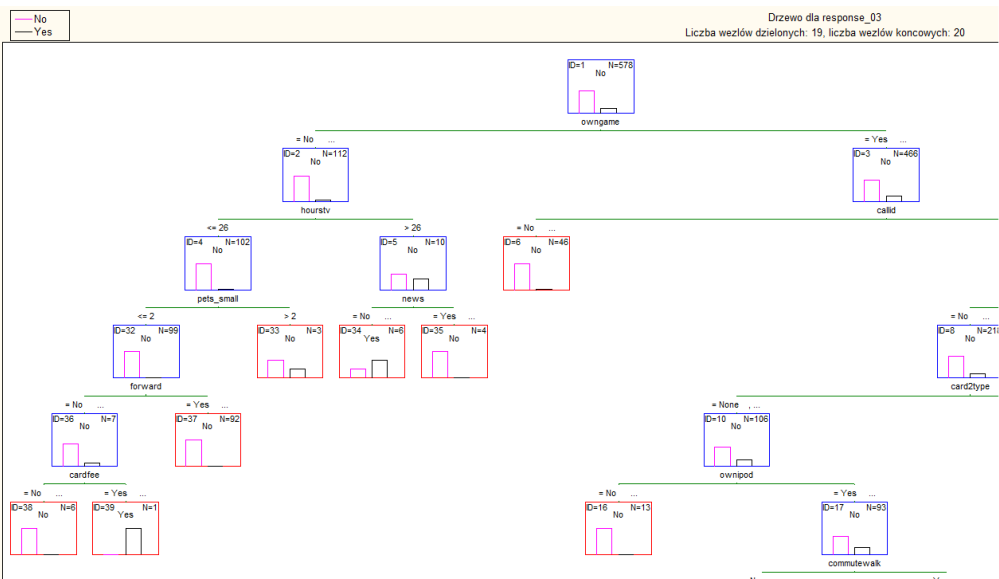 No
Yes
Drzewo dla response_03
Liczba wezlów dzielonych: 19, liczba wezlów koncowych: 20
ID=1 N=578
No
owngame
= No ...
= Yes ...
ID=2 N=112
No
ID=3 N=466
No
hourstv
callid
<= 26
> 26
= No ...
ID=4 N=102
No
ID=5 N=10
No
ID=6 N=46
No
pets_small
news
<= 2
> 2
= No ...
= Yes ...
= No ...
ID=32 N=99
No
ID=33 N=3
No
ID=34 N=6
Yes
ID=35 N=4
No
ID=8 N=218
No
forward
card2type
= No ...
= Yes ...
= None , ...
ID=36 N=7
No
ID=37 N=92
No
ID=10 N=106
No
cardfee
ownipod
= No ...
= Yes ...
= No ...
= Yes ...
ID=38 N=6
No
ID=39 N=1
Yes
ID=16 N=13
No
ID=17 N=93
No
commutewalk